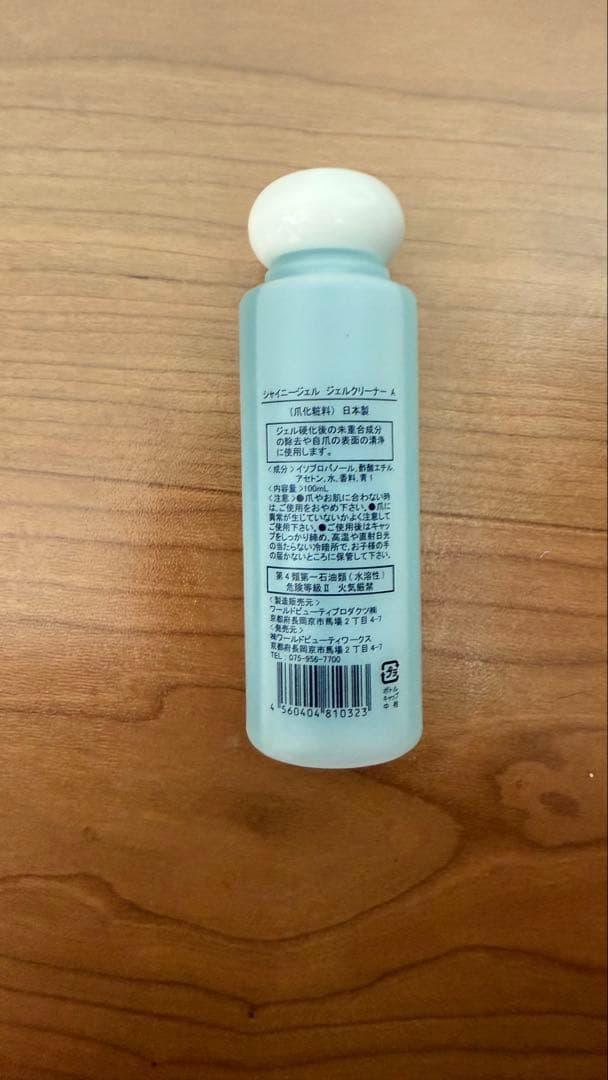 シャイニージェル ジェルクリーナー A
(爪化粧料) 日本製
ジェル硬化後の未重合成分
の除去や自爪の表面の清浄
に使用します。
<成分>イソプロパノール,酢酸エチル,
アセトン,水,香料,青1
<内容量>100mL
<注意>●爪やお肌に合わない時
は、ご使用をおやめ下さい。●爪に
異常が生じていないかよく注意して
ご使用下さい。●ご使用後はキャッ
プをしっかり締め、高温や直射日光
の当たらない冷暗所で、お子様の手
の届かないところに保管して下さい。
第4類第一石油類(水溶性)
危険等級Ⅱ 火気厳禁
<製造販売元>
ワールドビューティプロダクツ㈱
京都府長岡京市馬場2丁目4-7
<発売元>
㈱ワールドビューティワークス
京都府長岡京市馬場2丁目4-7
TEL 075-956-7700
プラ
ボトル
キャップ
中栓
4 560404 810323